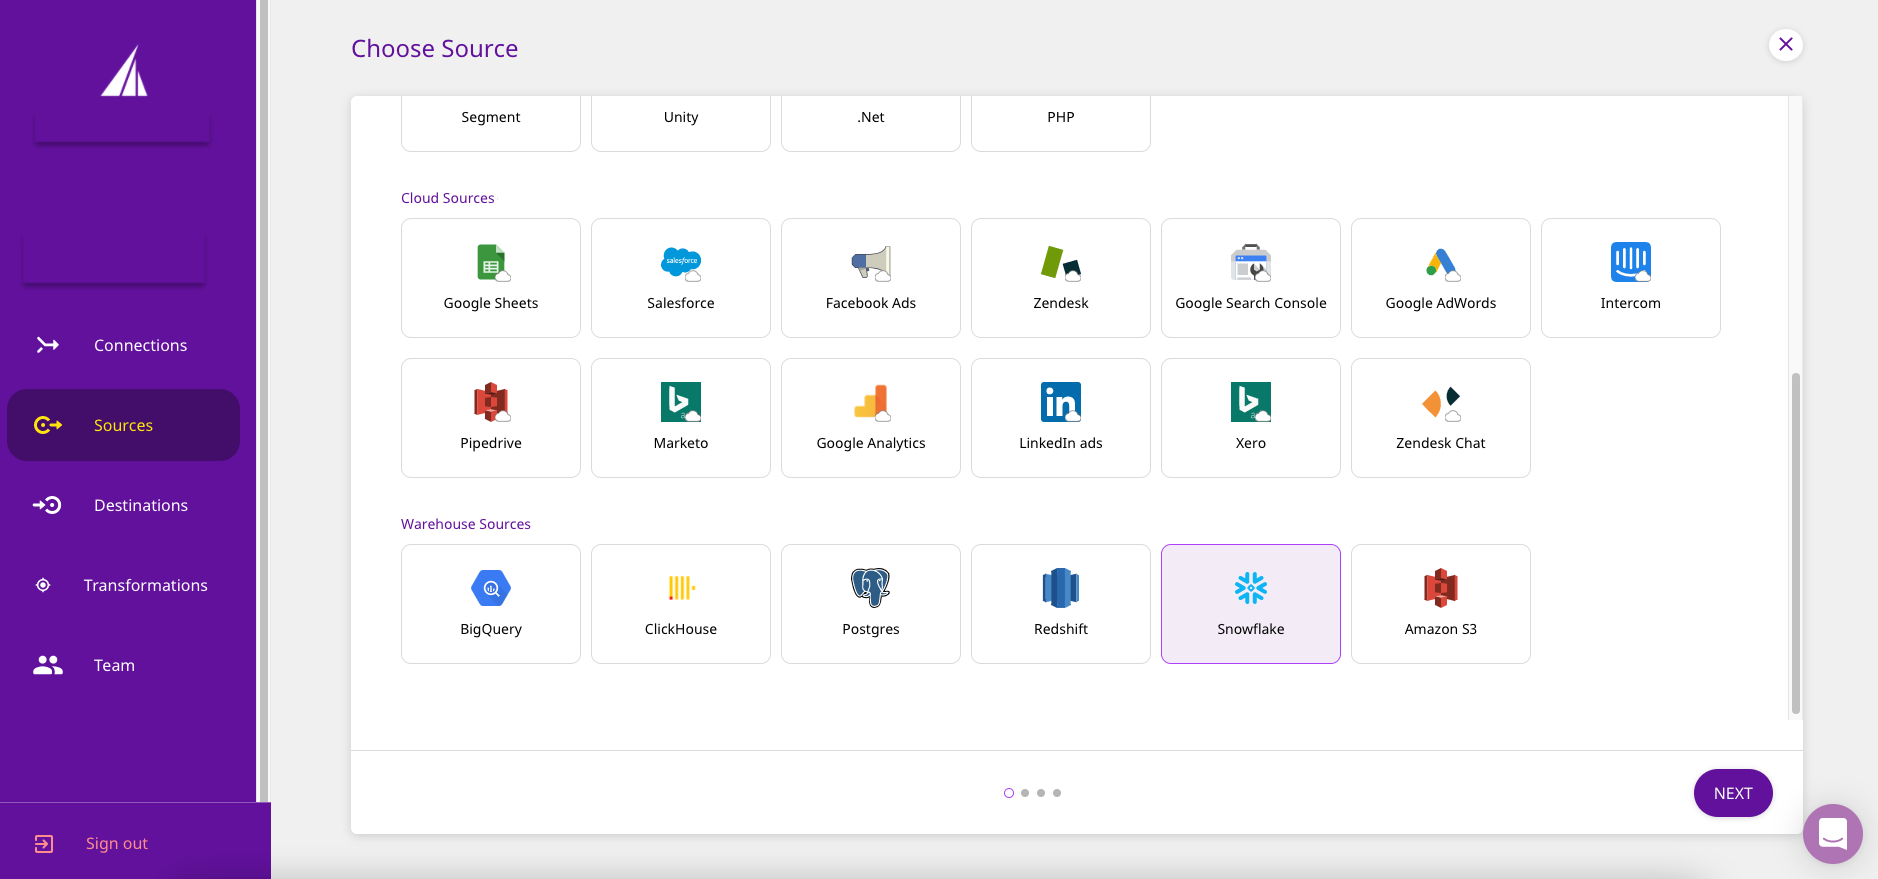 Choose Source
Segment
Unity
.Net
PHP
Cloud Sources
Google Sheets
salesforce
Salesforce
Facebook Ads
Zendesk
Google Search Console
Google AdWords
Intercom
Pipedrive
Marketo
Google Analytics
in
LinkedIn ads
Xero
Zendesk Chat
Warehouse Sources
BigQuery
ClickHouse
Postgres
Redshift
Snowflake
Amazon S3
NEXT
Connections
Sources
Destinations
Transformations
Team
Sign out